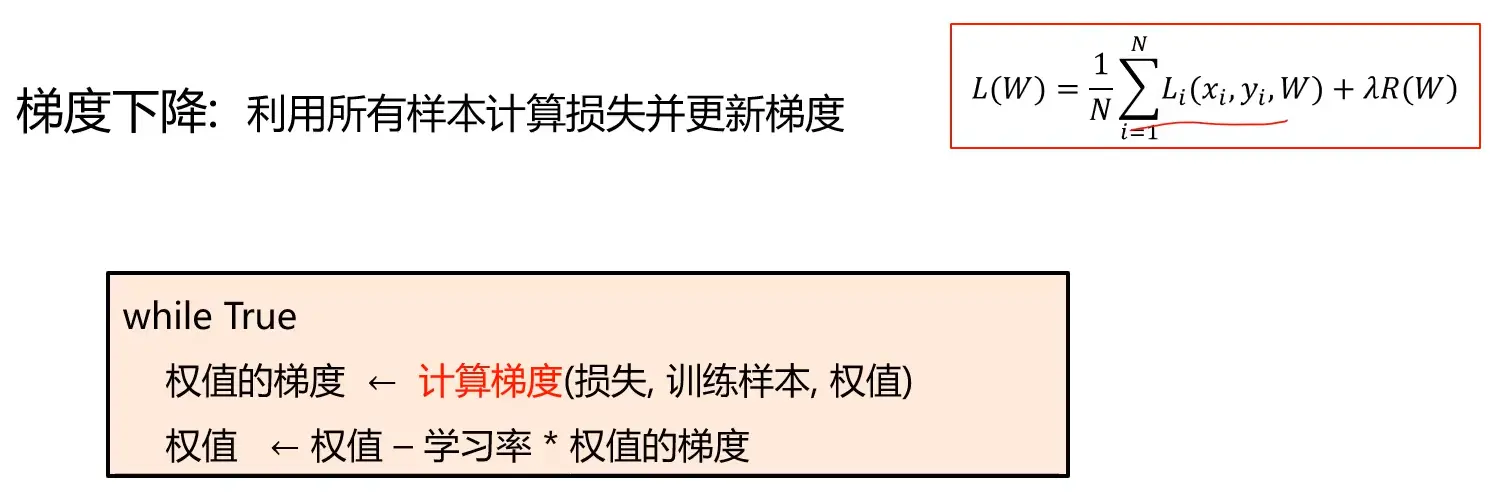 梯度下降: 利用所有样本计算损失并更新梯度
L(W) = \frac{1}{N} \sum_{i=1}^{N} L_i(x_i, y_i, W) + λR(W)
while True
权值的梯度 ← 计算梯度(损失, 训练样本, 权值)
权值 ← 权值 – 学习率 * 权值的梯度